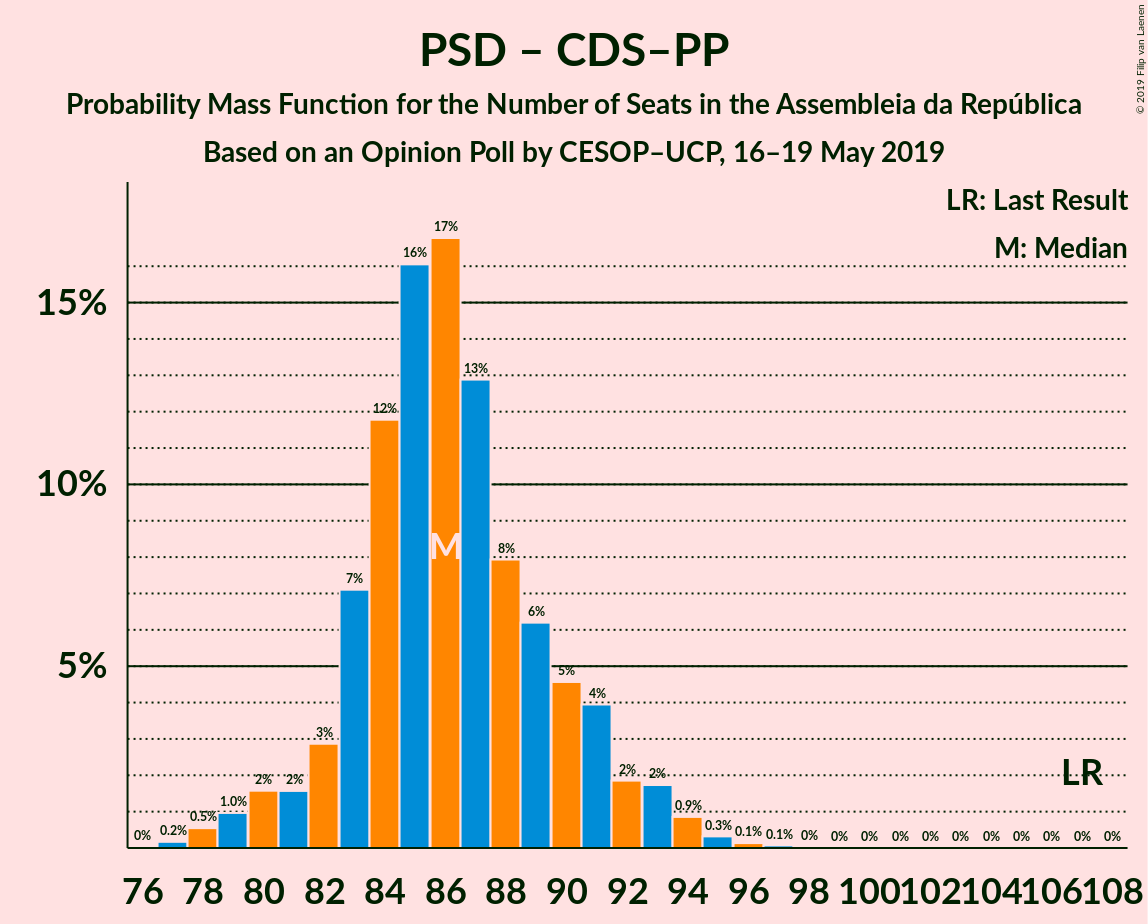 PSD – CDS–PP
Probability Mass Function for the Number of Seats in the Assembleia da República
Based on an Opinion Poll by CESOP–UCP, 16–19 May 2019
© 2019 Filip van Laenen
LR: Last Result
M: Median
15%
10%
5%
0% 0.2% 0.5% 1.0% 2% 2% 3% 7% 12% 16% 17% 13% 8% 6% 5% 4% 2% 2% 0.9% 0.3% 0.1% 0.1% 0% 0% 0% 0% 0% 0% 0% 0% 0% 0% 0%
M
LR
76 78 80 82 84 86 88 90 92 94 96 98 100 102 104 106 108